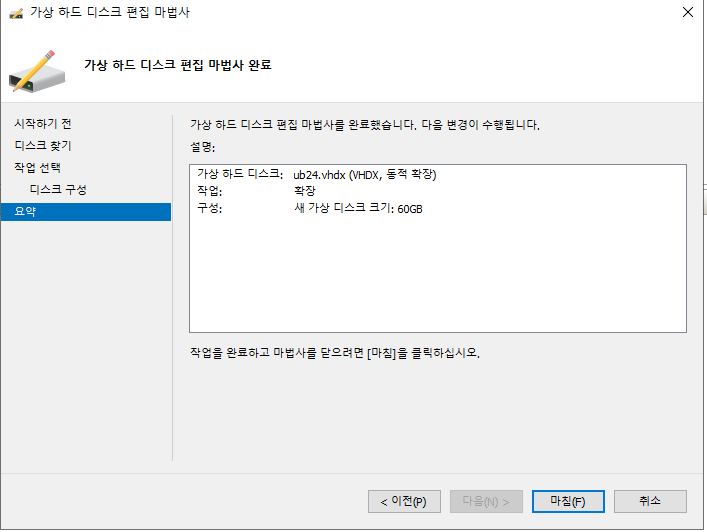 가상 하드 디스크 편집 마법사
가상 하드 디스크 편집 마법사 완료
시작하기 전
디스크 찾기
작업 선택
디스크 구성
요약
가상 하드 디스크 편집 마법사를 완료했습니다. 다음 변경이 수행됩니다.
설명:
가상 하드 디스크: ub24.vhdx (VHDX, 동적 확장)
작업: 확장
구성: 새 가상 디스크 크기: 60GB
작업을 완료하고 마법사를 닫으려면 [마침]을 클릭하십시오.
< 이전(P) 다음(N) > 마침(F) 취소